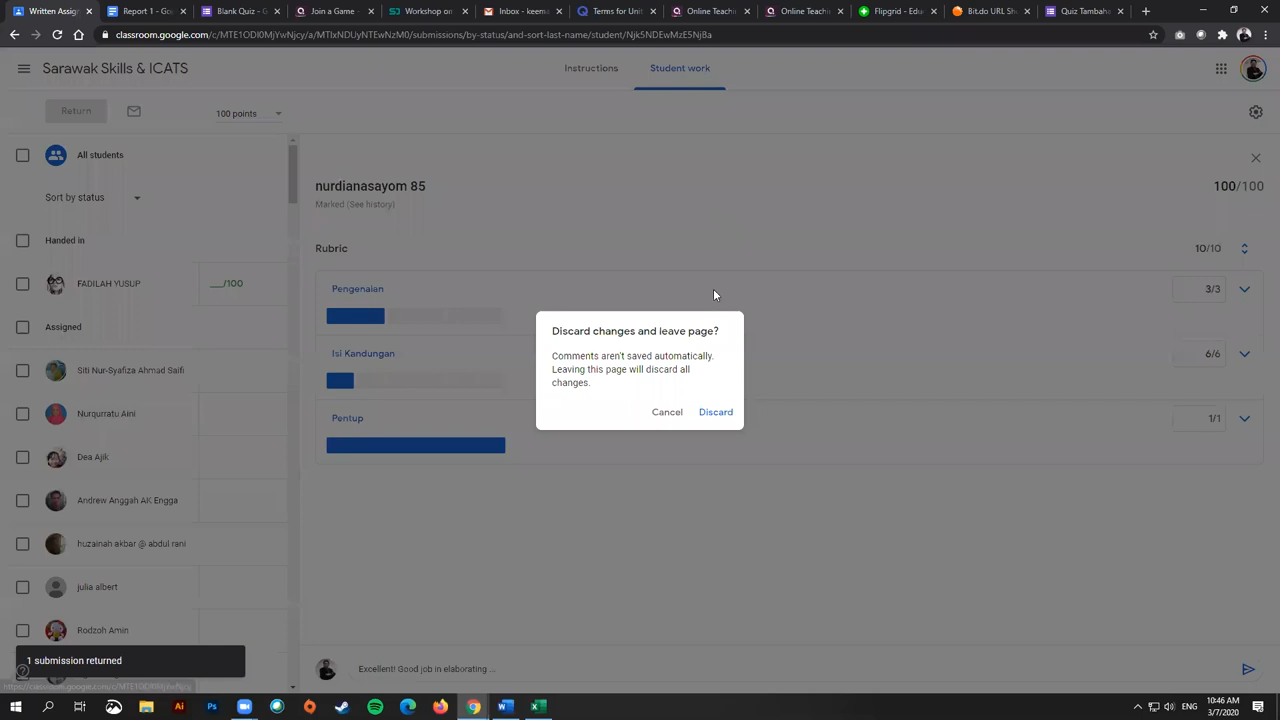 Written Assig
Report 1 - G
Blank Quiz - G
Join a Game -
Workshop on
Inbox - keema
Terms for Unit
Online Teachin
Online Teachi
Flipgrid - Edu
Bit.do URL Sh
Quiz Tambaha
classroom.google.com/c/MTE1ODI0MjYwNjcy/a/MTIxNDUyNTEwNzM0/submissions/by-status/and-sort-last-name/student/Njk5NDEwMzE5NjBa
Sarawak Skills & ICATS
Instructions
Student work
Return
100 points
All students
Sort by status
Handed in
FADILAH YUSUP
__/100
Assigned
Siti Nur-Syafiza Ahmad Saifi
Nurqurratu Aini
Dea Ajik
Andrew Anggah AK Engga
huzainah akbar @ abdul rani
julia albert
Rodzoh Amin
nurdianasayom 85
100/100
Marked (See history)
Rubric
10/10
Pengenalan
3/3
Isi Kandungan
6/6
Pentup
1/1
Discard changes and leave page?
Comments aren't saved automatically.
Leaving this page will discard all
changes.
Cancel
Discard
Excellent! Good job in elaborating ...
1 submission returned
ENG
10:46 AM
3/7/2020